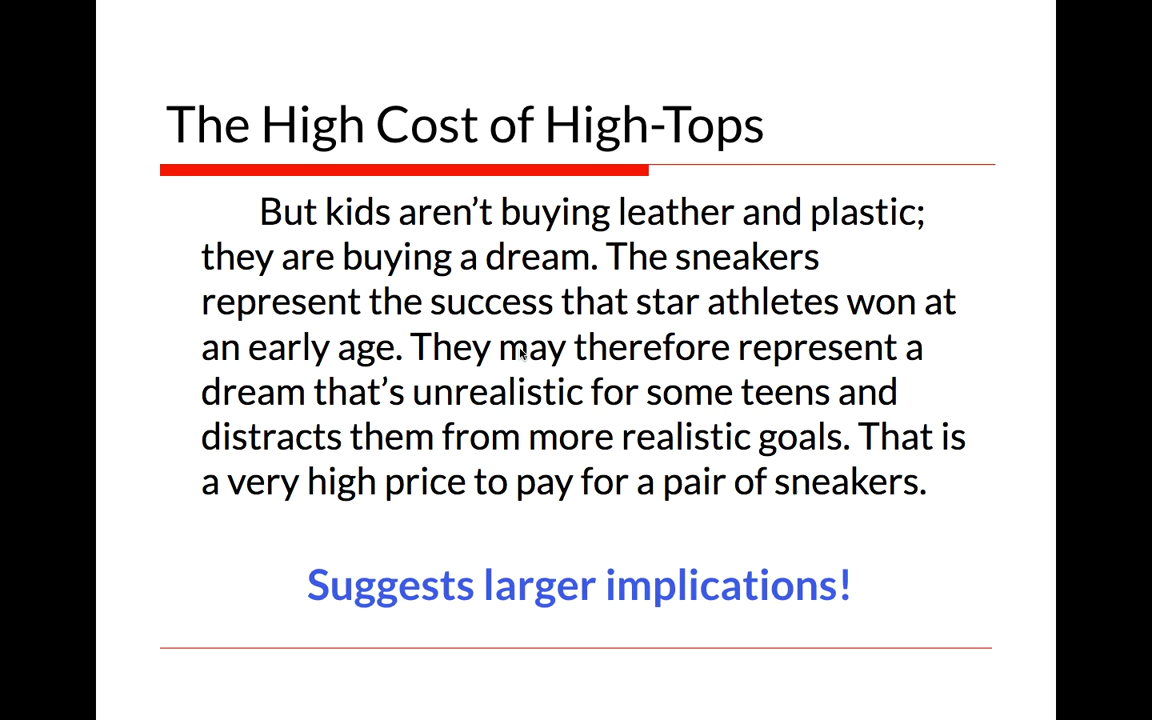 The High Cost of High-Tops
But kids aren’t buying leather and plastic;
they are buying a dream. The sneakers
represent the success that star athletes won at
an early age. They may therefore represent a
dream that’s unrealistic for some teens and
distracts them from more realistic goals. That is
a very high price to pay for a pair of sneakers.
Suggests larger implications!